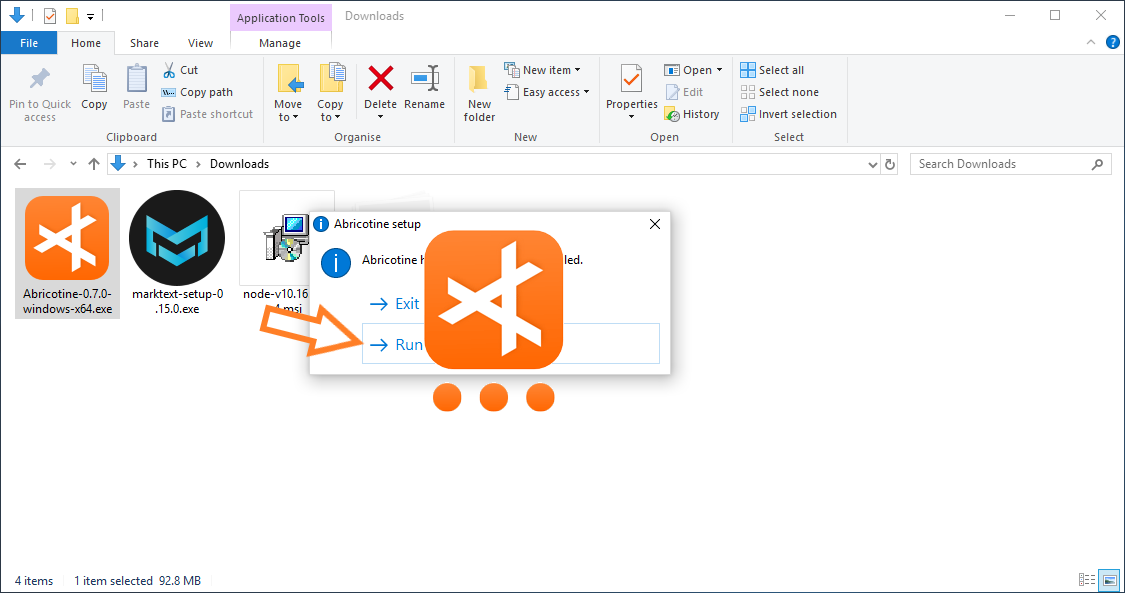 Application Tools
Downloads
File
Home
Share
View
Manage
Pin to Quick
access
Copy
Paste
Cut
Copy path
Paste shortcut
Clipboard
Move
to
Copy
to
Delete
Rename
Organise
New
folder
New item
Easy access
New
Properties
Open
Edit
History
Open
Select all
Select none
Invert selection
Select
This PC
Downloads
Search Downloads
Abricotine-0.7.0-
windows-x64.exe
marktext-setup-0
.15.0.exe
node-v10.16
4.msi
Abricotine setup
Abricotine
Exit
Run
4 items
1 item selected 92.8 MB